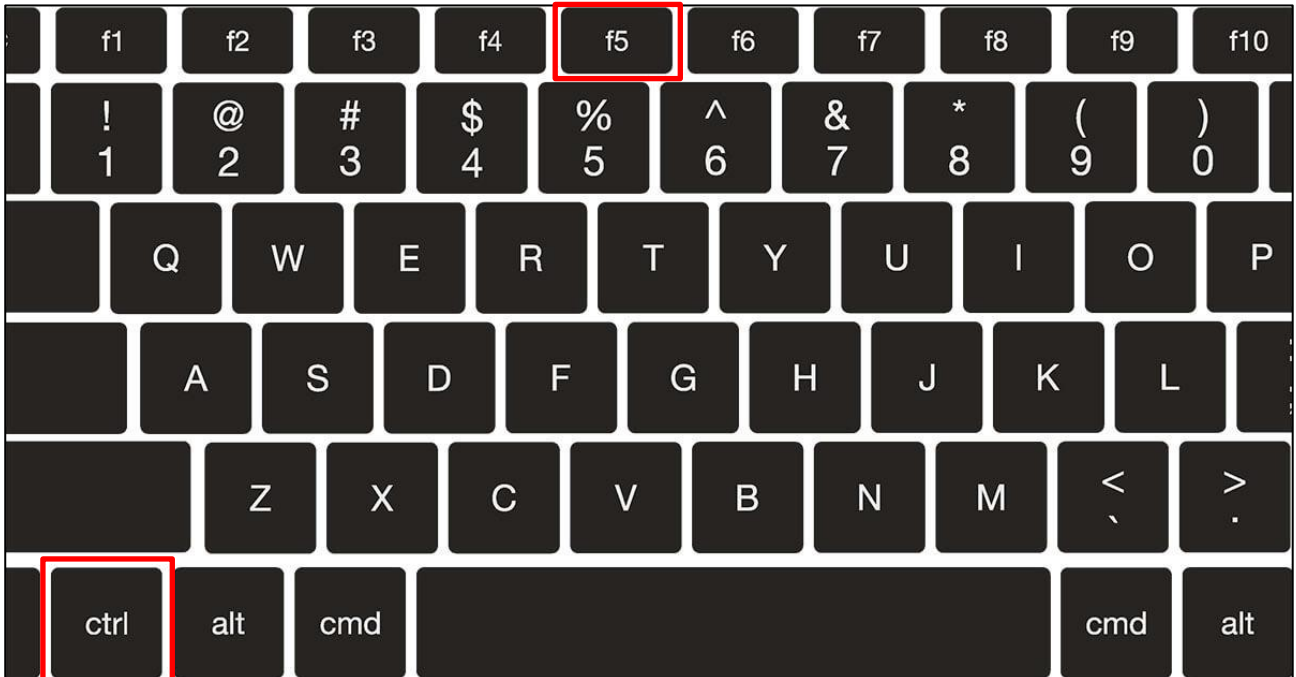 f1 f2 f3 f4 f5 f6 f7 f8 f9 f10
! @ # $ % ^ & * ( )
1 2 3 4 5 6 7 8 9 0
Q W E R T Y U I O P
A S D F G H J K L
Z X C V B N M < >
` .
ctrl alt cmd cmd alt